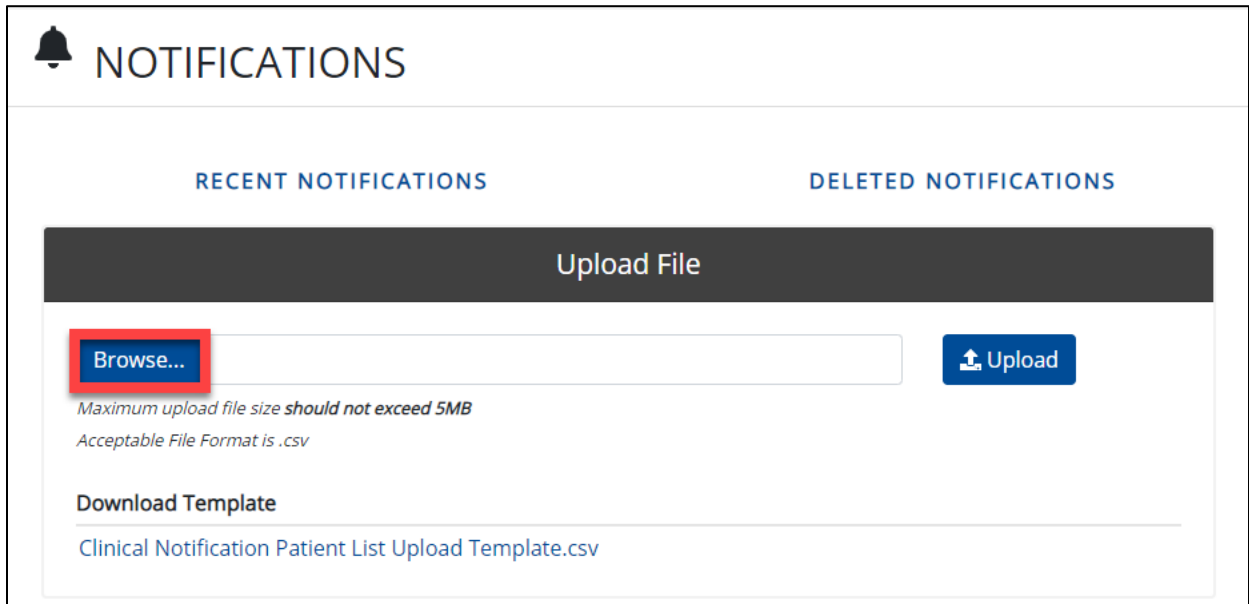 NOTIFICATIONS
RECENT NOTIFICATIONS
DELETED NOTIFICATIONS
Upload File
Browse...
Upload
Maximum upload file size should not exceed 5MB
Acceptable File Format is .csv
Download Template
Clinical Notification Patient List Upload Template.csv